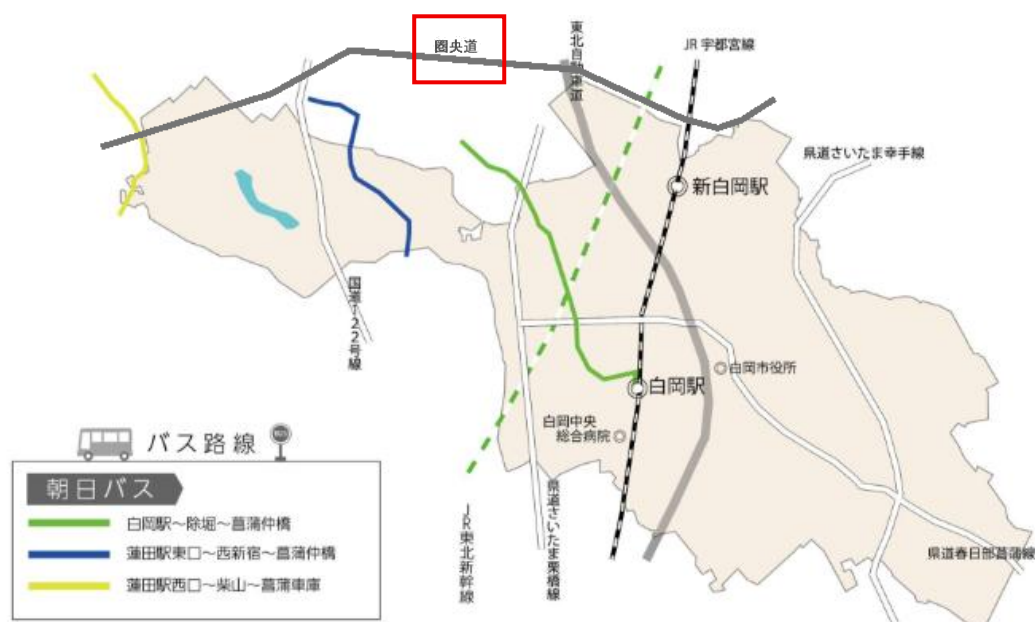 圏央道
東北自動車道
JR宇都宮線
県道さいたま幸手線
新白岡駅
国道122号線
白岡市役所
白岡駅
白岡中央
総合病院
県道さいたま栗橋線
JR東北新幹線
県道春日部菖蒲線
バス路線
朝日バス
白岡駅～除堀～菖蒲仲橋
蓮田駅東口～西新宿～菖蒲仲橋
蓮田駅西口～柴山～菖蒲車庫